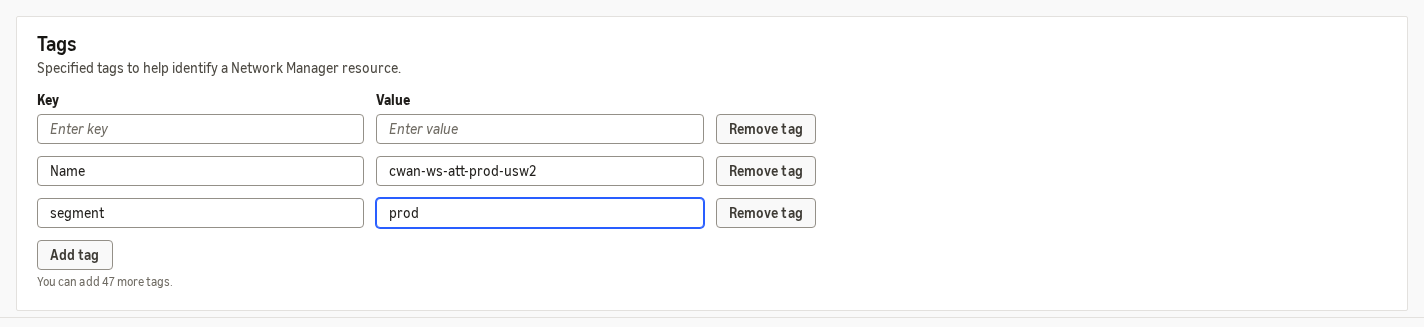 Tags
Specified tags to help identify a Network Manager resource.
Key Value
Enter key Enter value Remove tag
Name cwan-ws-att-prod-usw2 Remove tag
segment prod Remove tag
Add tag
You can add 47 more tags.